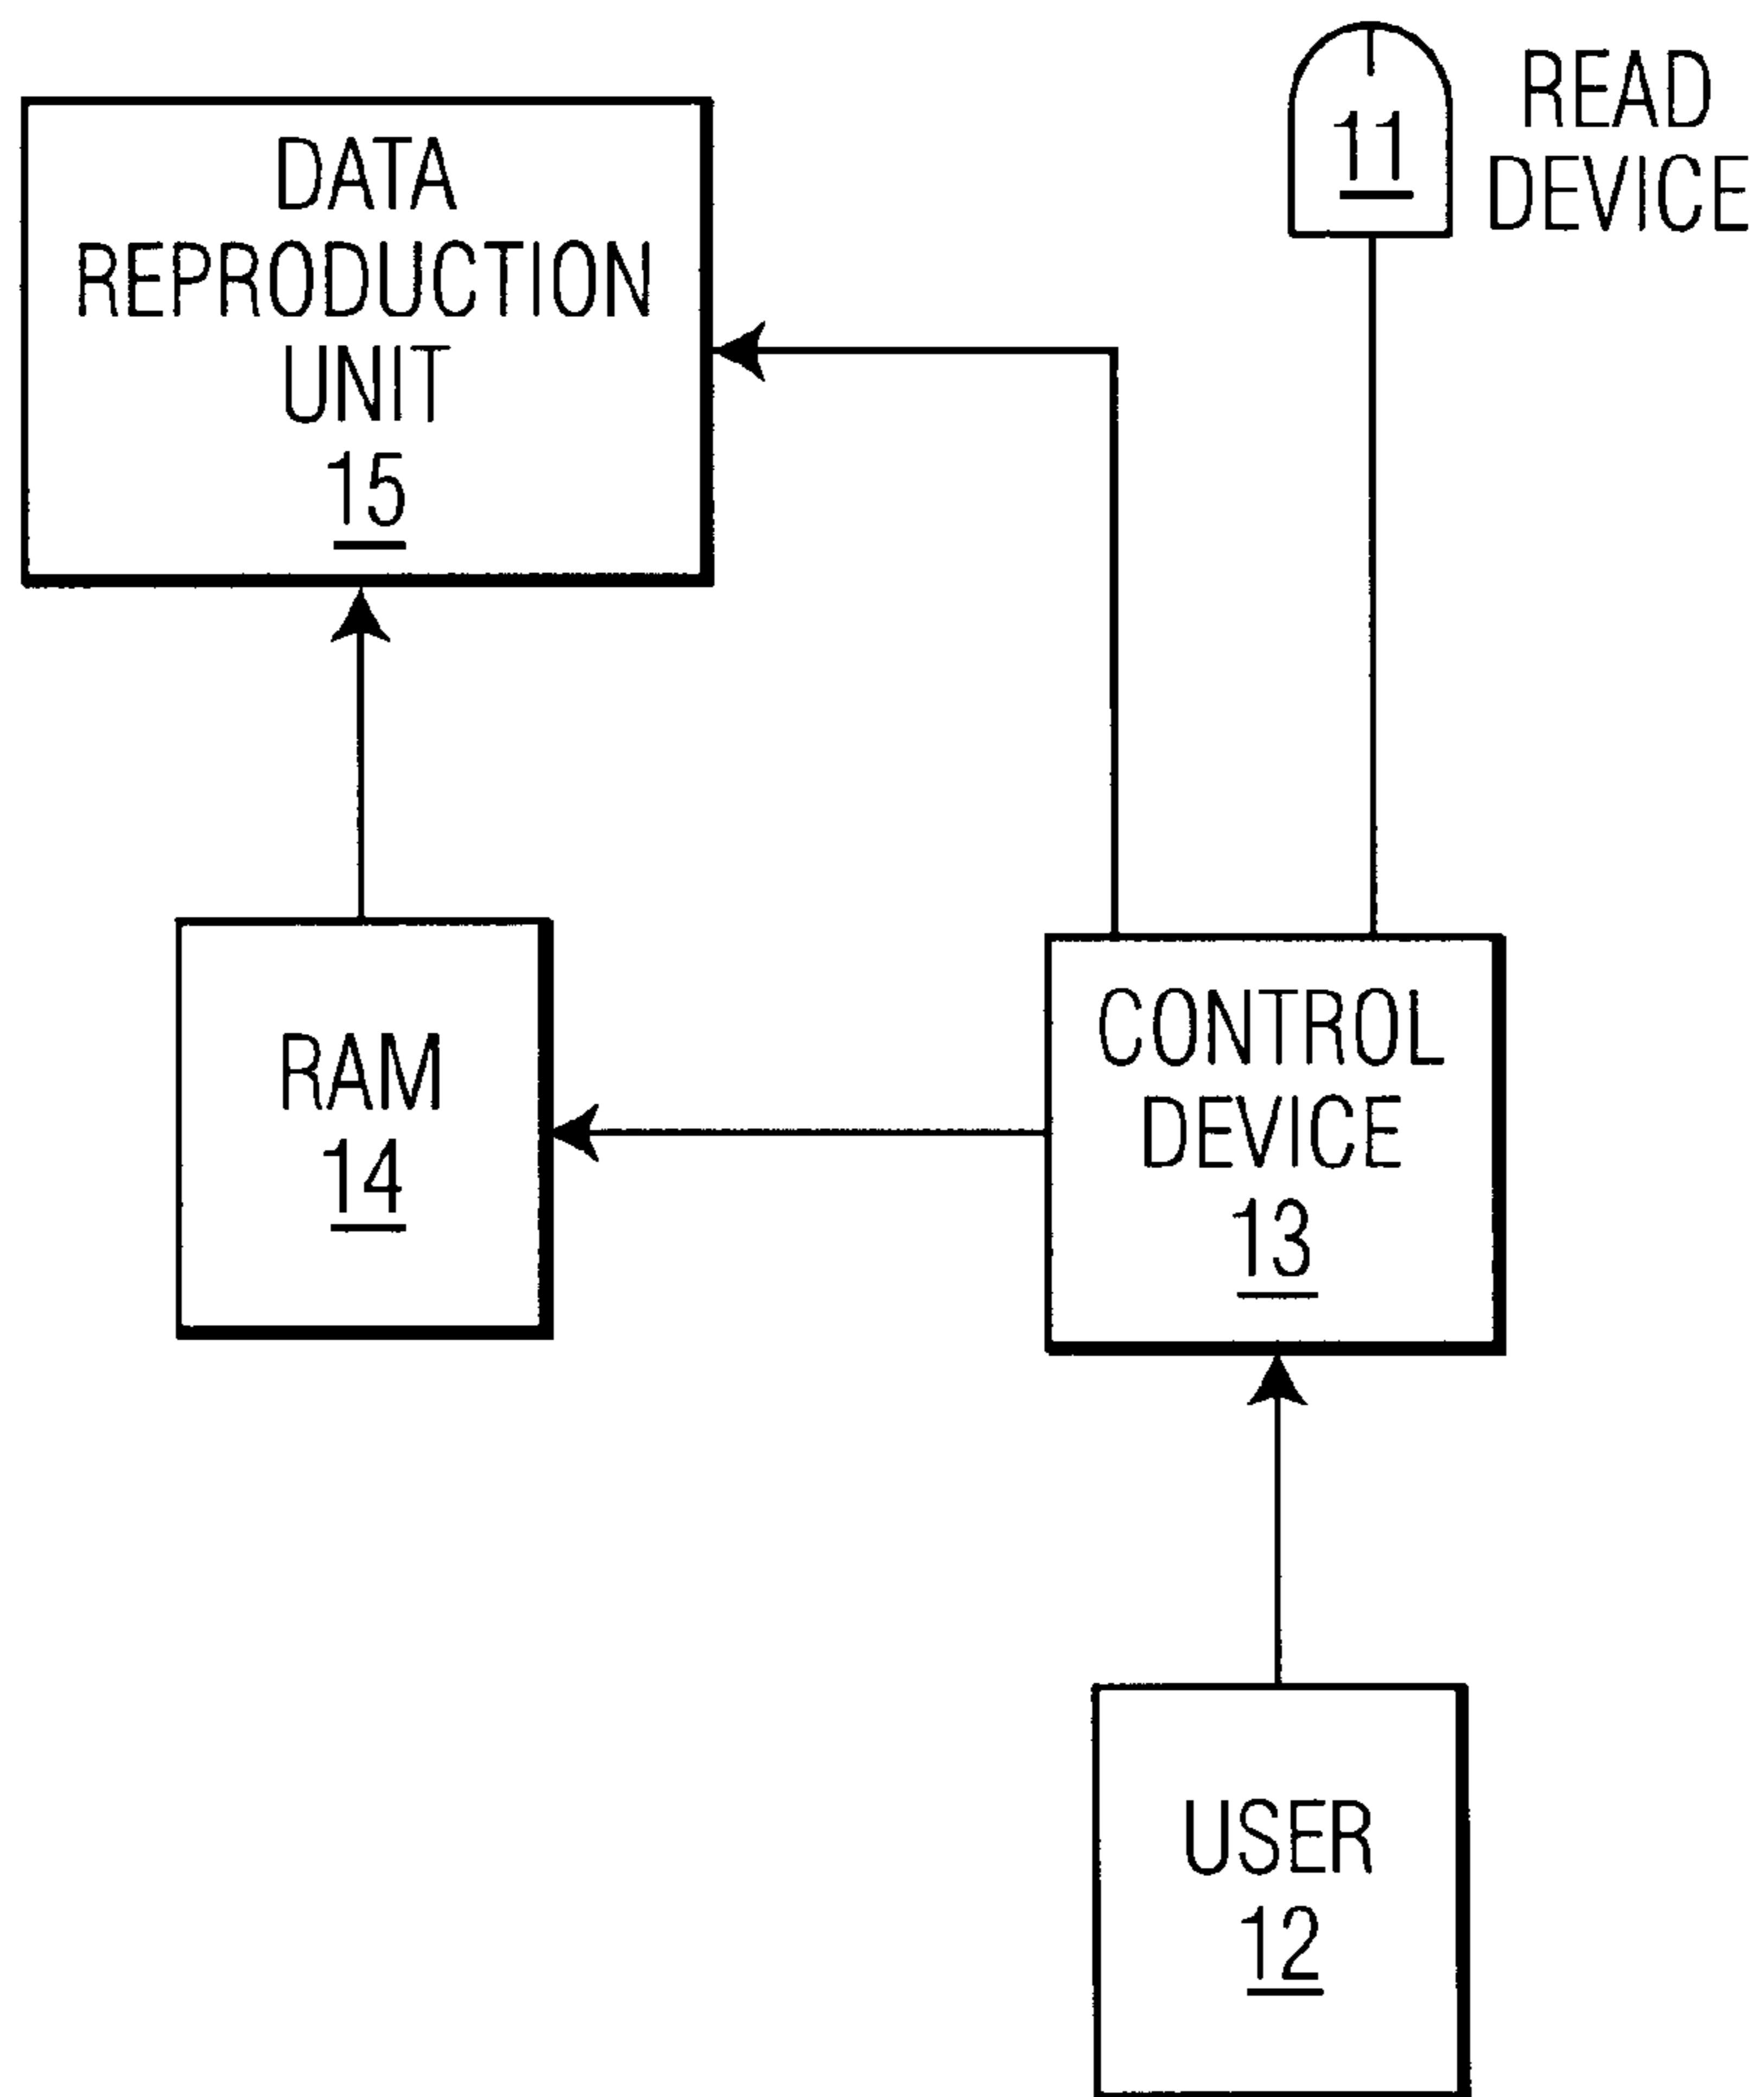 DATA
REPRODUCTION
UNIT
15
11
READ
DEVICE
RAM
14
CONTROL
DEVICE
13
USER
12